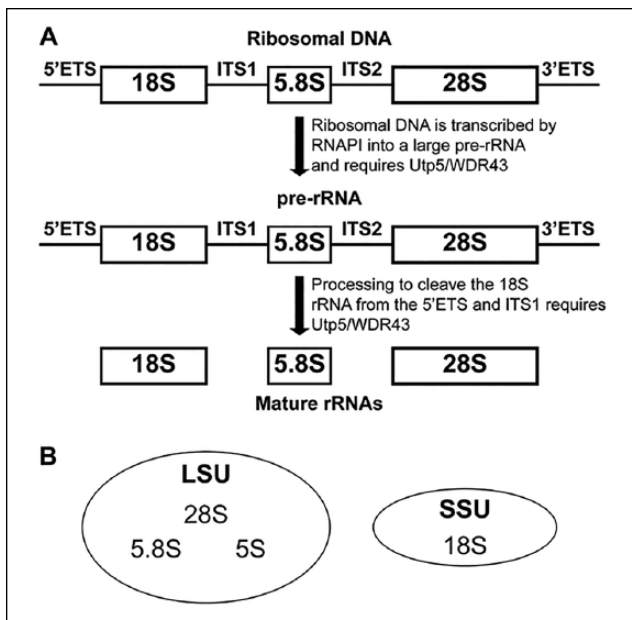 A
Ribosomal DNA
5'ETS 18S ITS1 5.8S ITS2 28S 3'ETS
Ribosomal DNA is transcribed by
RNAPI into a large pre-rRNA
and requires Utp5/WDR43
pre-rRNA
5'ETS 18S ITS1 5.8S ITS2 28S 3'ETS
Processing to cleave the 18S
rRNA from the 5'ETS and ITS1 requires
Utp5/WDR43
18S 5.8S 28S
Mature rRNAs
B
LSU
28S
5.8S 5S
SSU
18S